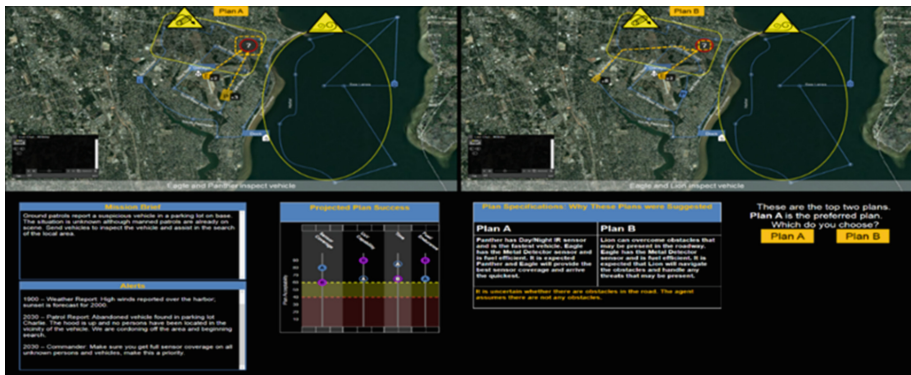 Plan A
Plan B
Eagle and Panther inspect vehicle
Eagle and Lion inspect vehicle
Mission Brief
Ground patrols report a suspicious vehicle in a parking lot on base.
The situation is unknown although manned patrols are already on
scene. Send vehicles to inspect the vehicle and assist in the search
of the local area.
Alerts
1900 – Weather Report: High winds reported over the harbor;
sunset is forecast for 2000.
2030 – Patrol Report: Abandoned vehicle found in parking lot
Charlie. The hood is up and no persons have been located in the
vicinity of the vehicle. We are cordoning off the area and beginning
search.
2030 – Commander: Make sure you get full sensor coverage on all
unknown persons and vehicles, make this a priority.
Projected Plan Success
Plan Specifications: Why These Plans were Suggested
Plan A
Panther has Day/Night IR sensor
and is the fastest vehicle. Eagle
has the Metal Detector sensor and
is fuel efficient. It is expected
Panther and Eagle will provide the
best sensor coverage and arrive
the quickest.
Plan B
Lion can overcome obstacles that
may be present in the roadway.
Eagle has the Metal Detector
sensor and is fuel efficient. It is
expected that Lion will navigate
the obstacles and handle any
threats that may be present.
It is uncertain whether there are obstacles in the road. The agent
assumes there are not any obstacles.
These are the top two plans.
Plan A is the preferred plan.
Which do you choose?
Plan A
Plan B